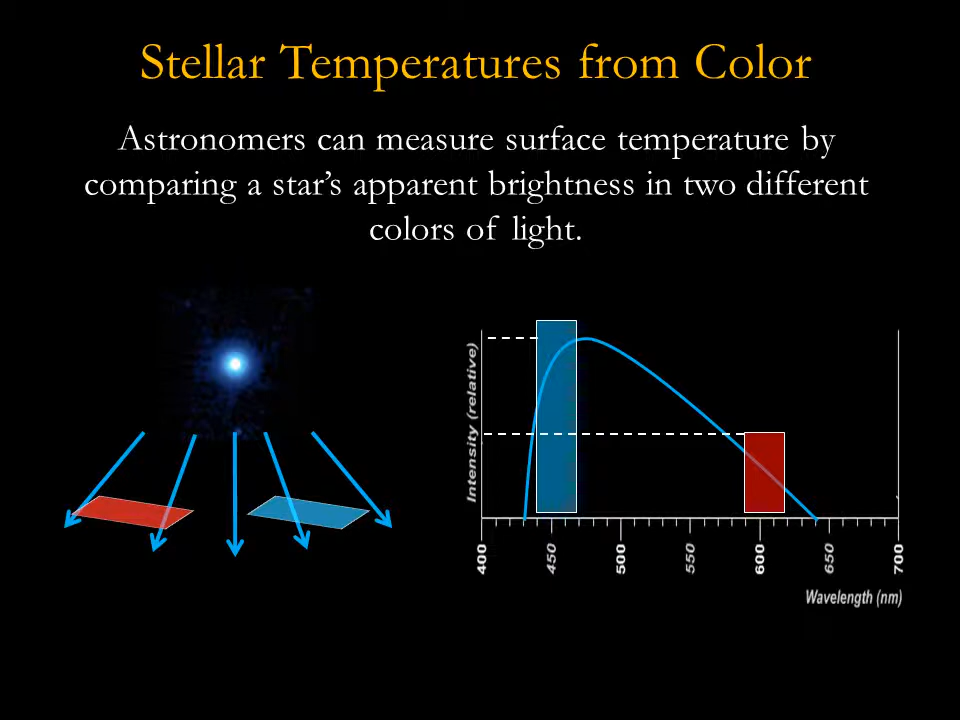 Stellar Temperatures from Color
Astronomers can measure surface temperature by
comparing a star’s apparent brightness in two different
colors of light.
Intensity (relative)
400 450 500 550 600 650 700
Wavelength (nm)